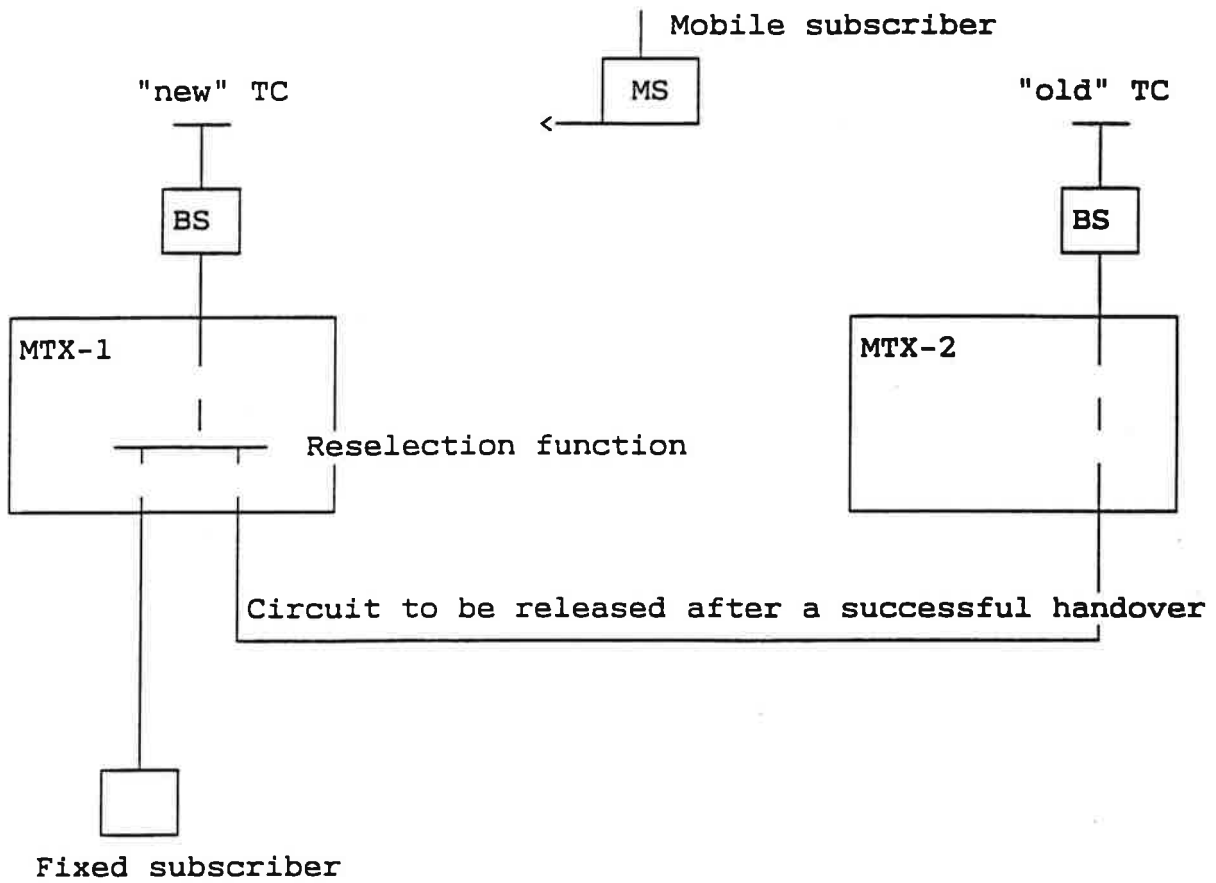 Mobile subscriber
MS
"new" TC
"old" TC
BS
BS
MTX-1
MTX-2
Reselection function
Circuit to be released after a successful handover
Fixed subscriber